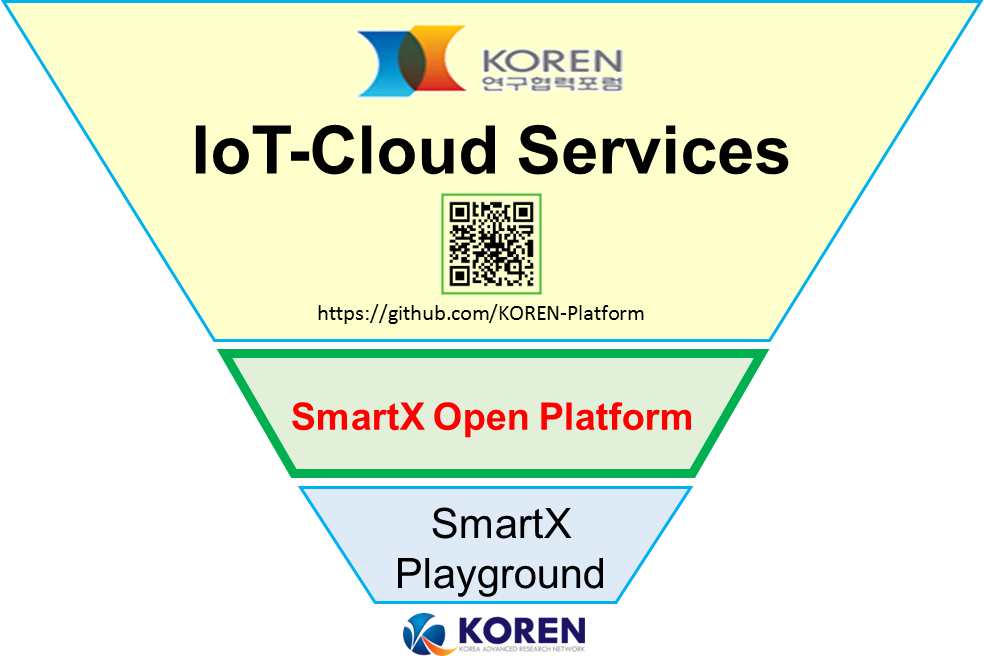 KOREN
연구협력포럼
IoT-Cloud Services
https://github.com/KOREN-Platform
SmartX Open Platform
SmartX
Playground
KOREN
KOREA ADVANCED RESEARCH NETWORK